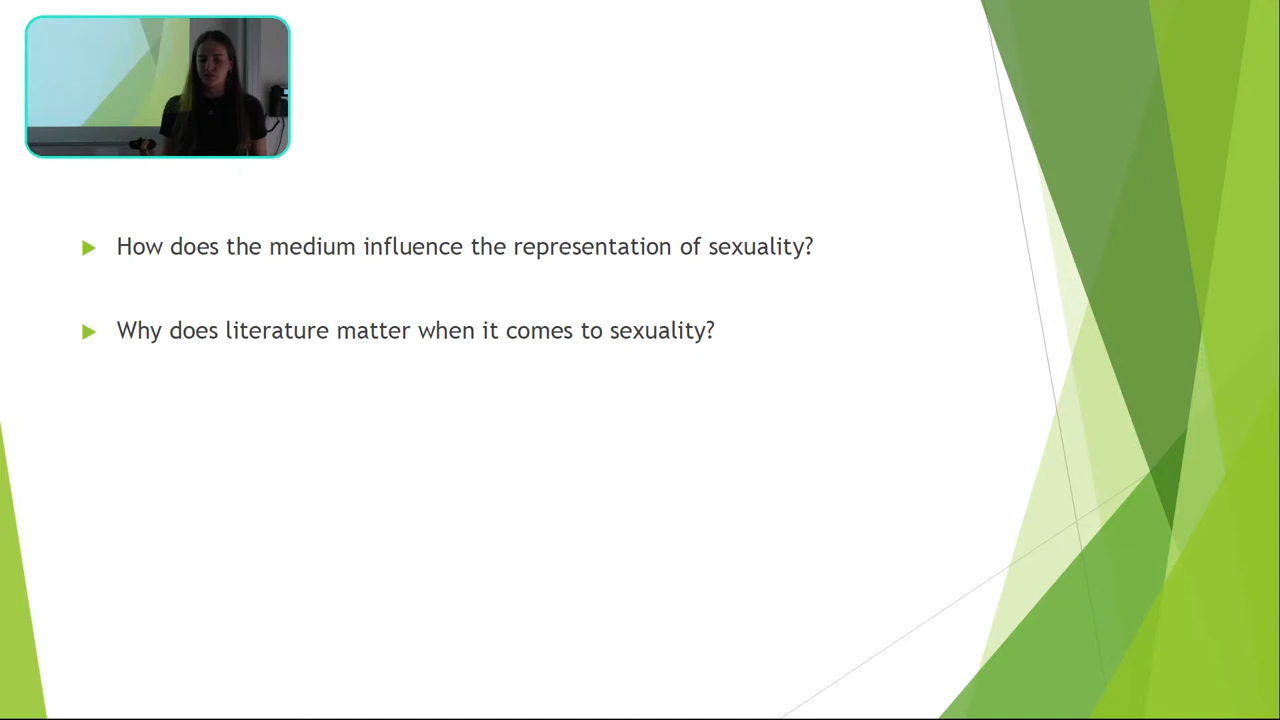 How does the medium influence the representation of sexuality?
Why does literature matter when it comes to sexuality?